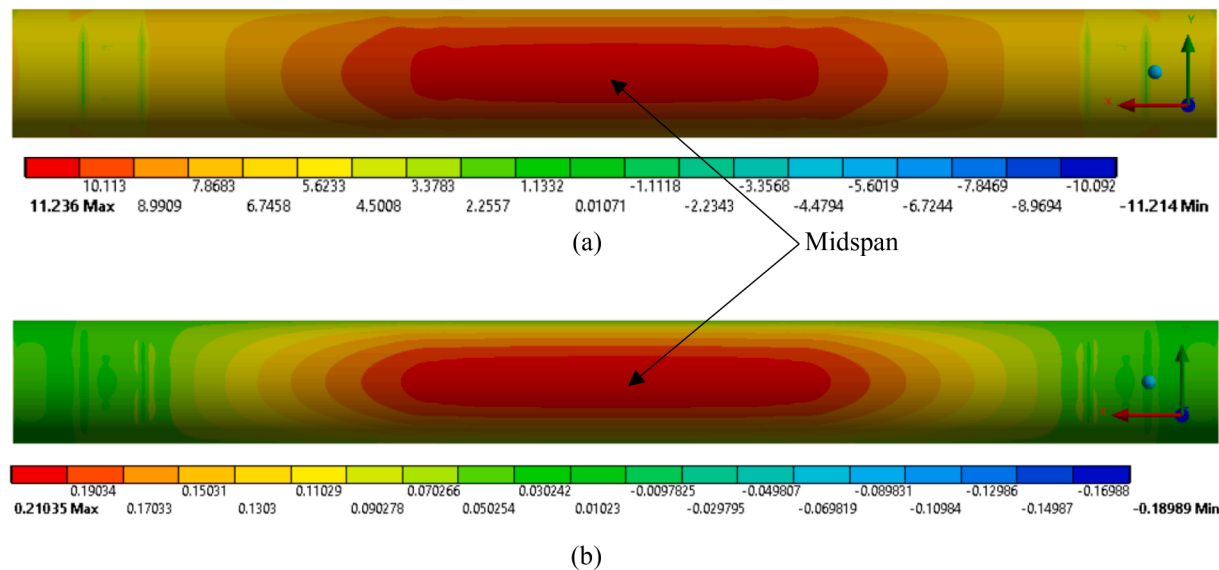 Y
X
10.113 7.8683 5.6233 3.3783 1.1332 -1.1118 -3.3568 -5.6019 -7.8469 -10.092
11.236 Max 8.9909 6.7458 4.5008 2.2557 0.01071 -2.2343 -4.4794 -6.7244 -8.9694 -11.214 Min
(a)
Midspan
X
0.19034 0.15031 0.11029 0.070266 0.030242 -0.0097825 -0.049807 -0.089831 -0.12986 -0.16988
0.21035 Max 0.17033 0.1303 0.090278 0.050254 0.01023 -0.029795 -0.069819 -0.10984 -0.14987 -0.18989 Min
(b)